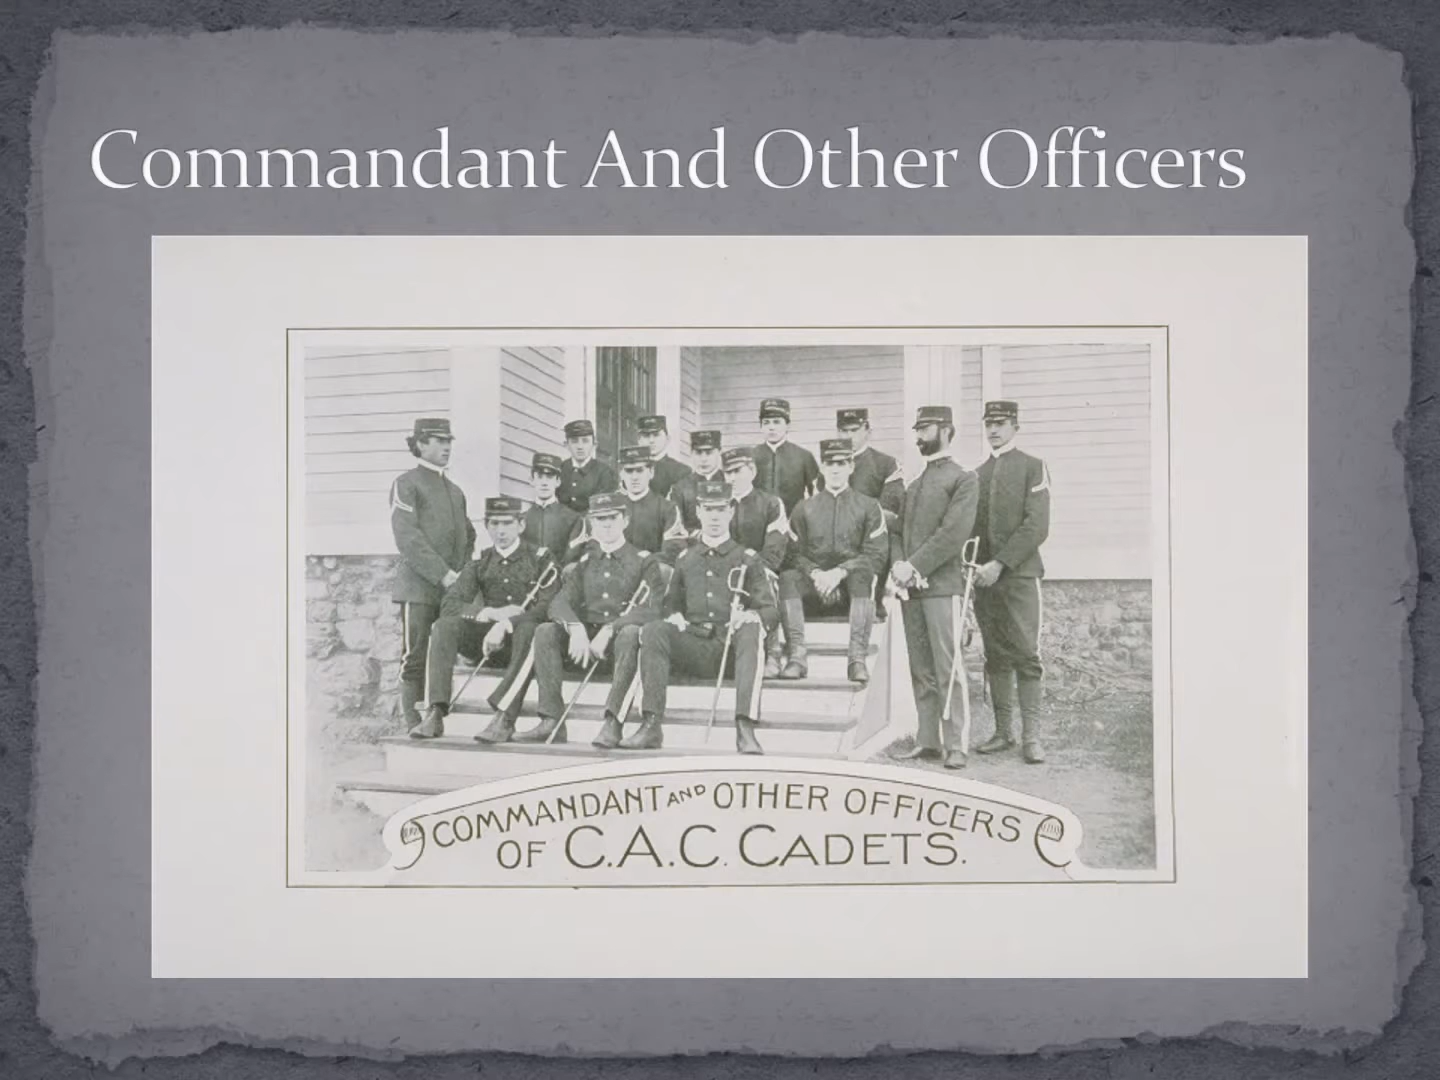 Commandant And Other Officers
COMMANDANT AND OTHER OFFICERS
OF C.A.C. CADETS.